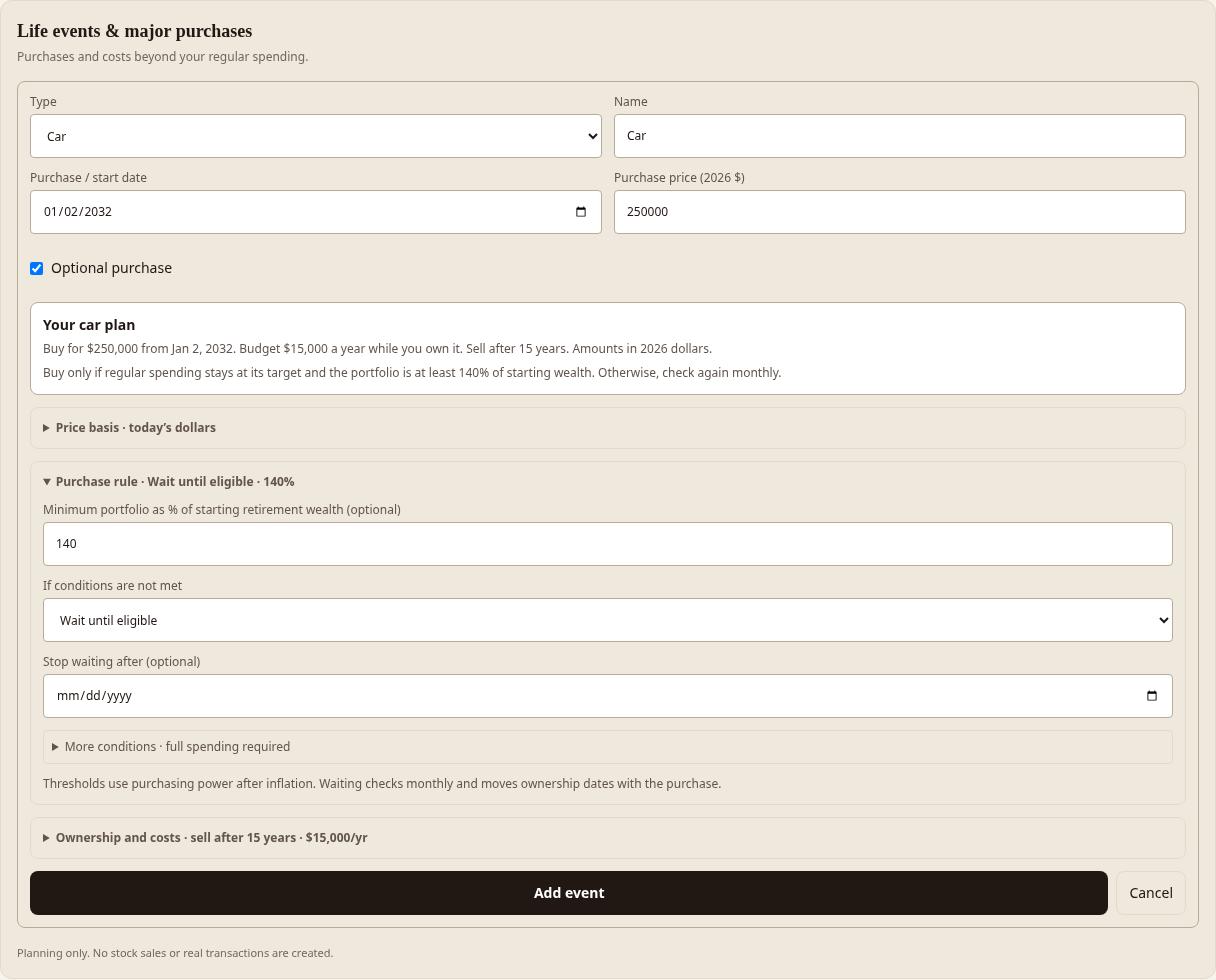 Life events & major purchases
Purchases and costs beyond your regular spending.
Type
Name
Car
Car
Purchase / start date
Purchase price (2026 $)
01/02/2032
250000
Optional purchase
Your car plan
Buy for $250,000 from Jan 2, 2032. Budget $15,000 a year while you own it. Sell after 15 years. Amounts in 2026 dollars.
Buy only if regular spending stays at its target and the portfolio is at least 140% of starting wealth. Otherwise, check again monthly.
Price basis · today’s dollars
Purchase rule · Wait until eligible · 140%
Minimum portfolio as % of starting retirement wealth (optional)
140
If conditions are not met
Wait until eligible
Stop waiting after (optional)
mm/dd/yyyy
More conditions · full spending required
Thresholds use purchasing power after inflation. Waiting checks monthly and moves ownership dates with the purchase.
Ownership and costs · sell after 15 years · $15,000/yr
Add event
Cancel
Planning only. No stock sales or real transactions are created.